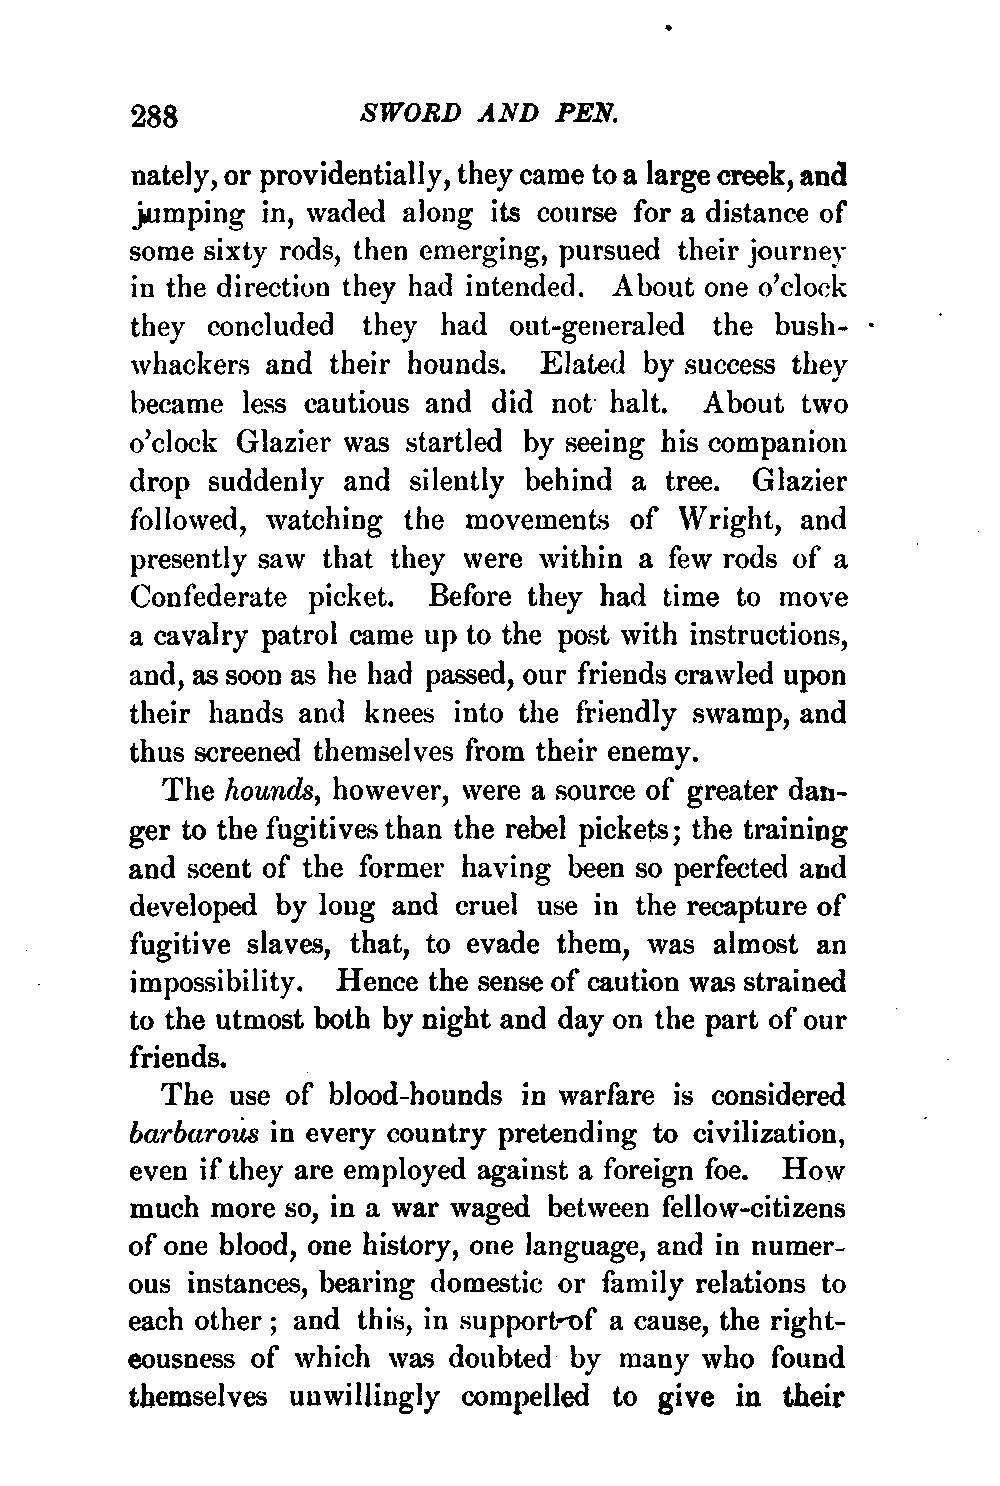 288 SWORD AND PEN.
nately, or providentially, they came to a large creek, and
jumping in, waded along its course for a distance of
some sixty rods, then emerging, pursued their journey
in the direction they had intended. About one o'clock
they concluded they had out-generaled the bush-
whackers and their hounds. Elated by success they
became less cautious and did not halt. About two
o'clock Glazier was startled by seeing his companion
drop suddenly and silently behind a tree. Glazier
followed, watching the movements of Wright, and
presently saw that they were within a few rods of a
Confederate picket. Before they had time to move
a cavalry patrol came up to the post with instructions,
and, as soon as he had passed, our friends crawled upon
their hands and knees into the friendly swamp, and
thus screened themselves from their enemy.
The hounds, however, were a source of greater dan-
ger to the fugitives than the rebel pickets; the training
and scent of the former having been so perfected and
developed by long and cruel use in the recapture of
fugitive slaves, that, to evade them, was almost an
impossibility. Hence the sense of caution was strained
to the utmost both by night and day on the part of our
friends.
The use of blood-hounds in warfare is considered
barbarous in every country pretending to civilization,
even if they are employed against a foreign foe. How
much more so, in a war waged between fellow-citizens
of one blood, one history, one language, and in numer-
ous instances, bearing domestic or family relations to
each other; and this, in support of a cause, the right-
eousness of which was doubted by many who found
themselves unwillingly compelled to give in their